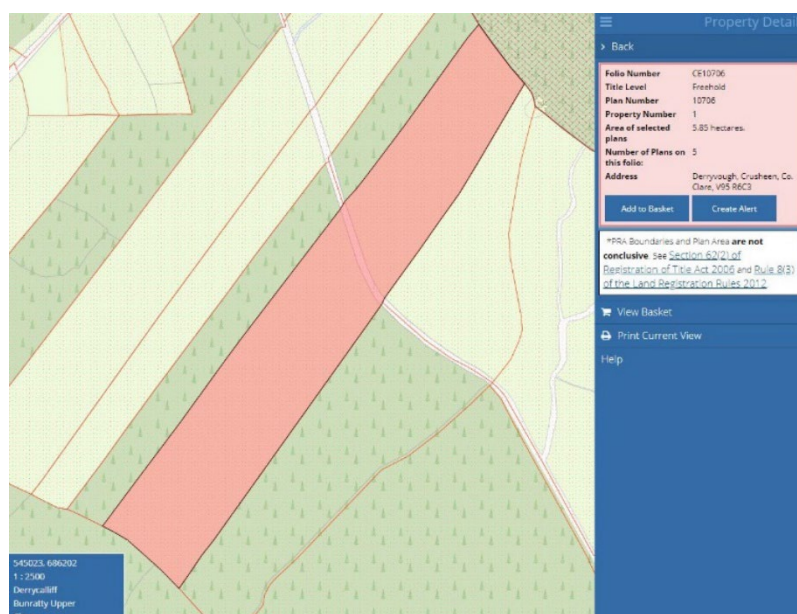 Property Detai
> Back
Folio Number CE10706
Title Level Freehold
Plan Number 10706
Property Number 1
Area of selected 5.85 hectares.
plans
Number of Plans on 5
this folio:
Address Derryvough, Crusheen, Co.
Clare, V95 R6C3
Add to Basket Create Alert
*PRA Boundaries and Plan Area are not
conclusive. See Section 62(2) of
Registration of Title Act 2006 and Rule 8(3)
of the Land Registration Rules 2012.
View Basket
Print Current View
Help
545023, 686202
1 : 2500
Derrycalliff
Bunratty Upper